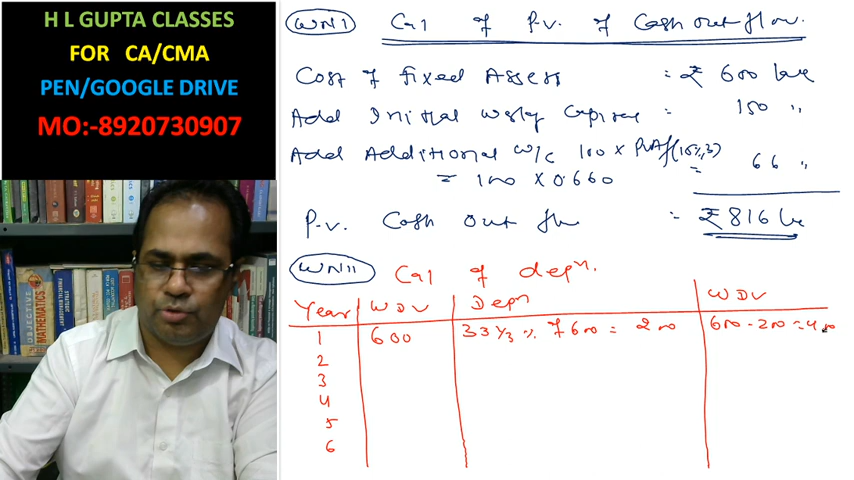 H L GUPTA CLASSES
FOR CA/CMA
PEN/GOOGLE DRIVE
MO:-8920730907
OBJECTIVE MATHEMATICS
WN I Cal of P.V. of Cash out flow.
Cost of fixed Assets = ₹ 600
Add Initial Capital = 150 "
Add Additional W/C 100 × PVAF(15%,3) = 66 "
= 100 × 0.660
P.V. Cash out flow = ₹ 816
WN II Cal of depn.
Year WDV Depn WDV
1 600 33 1/3 % of 600 = 200 600 - 200 = 400
2
3
4
5
6